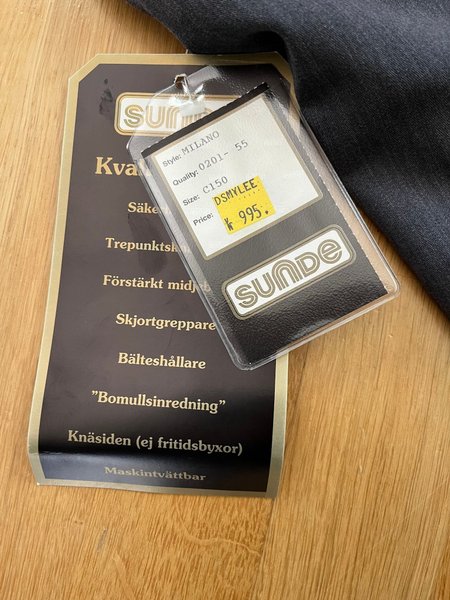 SUNDE
Kva
Säke
Trepunktsk
Förstärkt midj
Skjortgreppare
Bälteshållare
"Bomullsinredning"
Knäsiden (ej fritidsbyxor)
Maskintvättbar
Style: MILANO
Quality: 0201- 55
Size: C150
Price:
DSMYLEE
995.
SUNDE